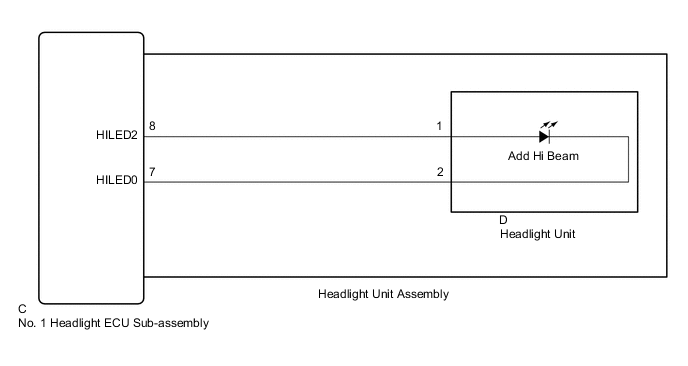 HILED2
8
1
Add Hi Beam
HILED0
7
2
D
Headlight Unit
Headlight Unit Assembly
C
No. 1 Headlight ECU Sub-assembly